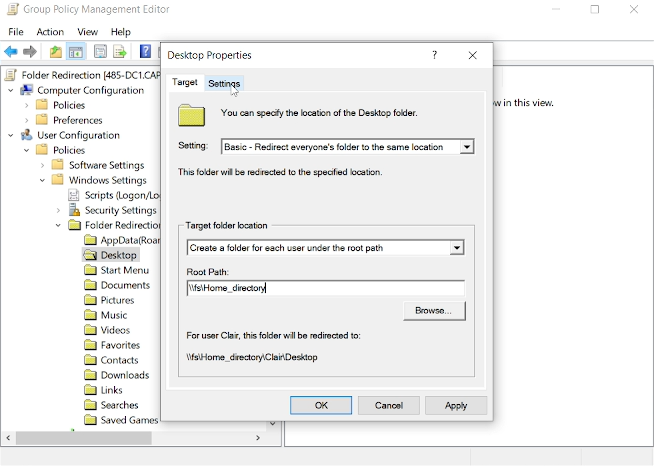 Group Policy Management Editor
File Action View Help
Folder Redirection [485-DC1.CAP
Computer Configuration
Policies
Preferences
User Configuration
Policies
Software Settings
Windows Settings
Scripts (Logon/Lo
Security Settings
Folder Redirection
AppData(Roar
Desktop
Start Menu
Documents
Pictures
Music
Videos
Favorites
Contacts
Downloads
Links
Searches
Saved Games
ow in this view.
Desktop Properties
?
Target Settings
You can specify the location of the Desktop folder.
Setting: Basic - Redirect everyone's folder to the same location
This folder will be redirected to the specified location.
Target folder location
Create a folder for each user under the root path
Root Path:
\\fs\Home_directory
Browse...
For user Clair, this folder will be redirected to:
\\fs\Home_directory\Clair\Desktop
OK Cancel Apply